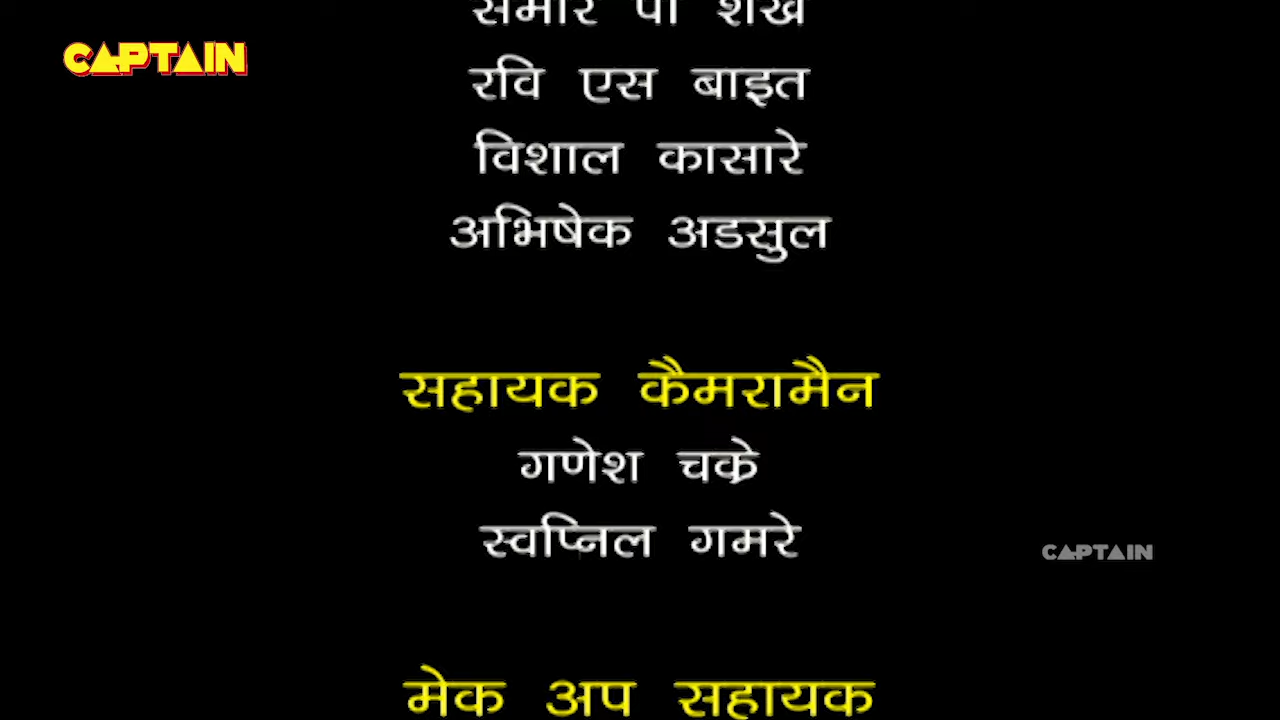 CAPTAIN
रवि एस बाइत
विशाल कासारे
अभिषेक अडसुल
सहायक कैमरामैन
गणेश चक्रे
स्वप्निल गमरे
CAPTAIN
मेक अप सहायक